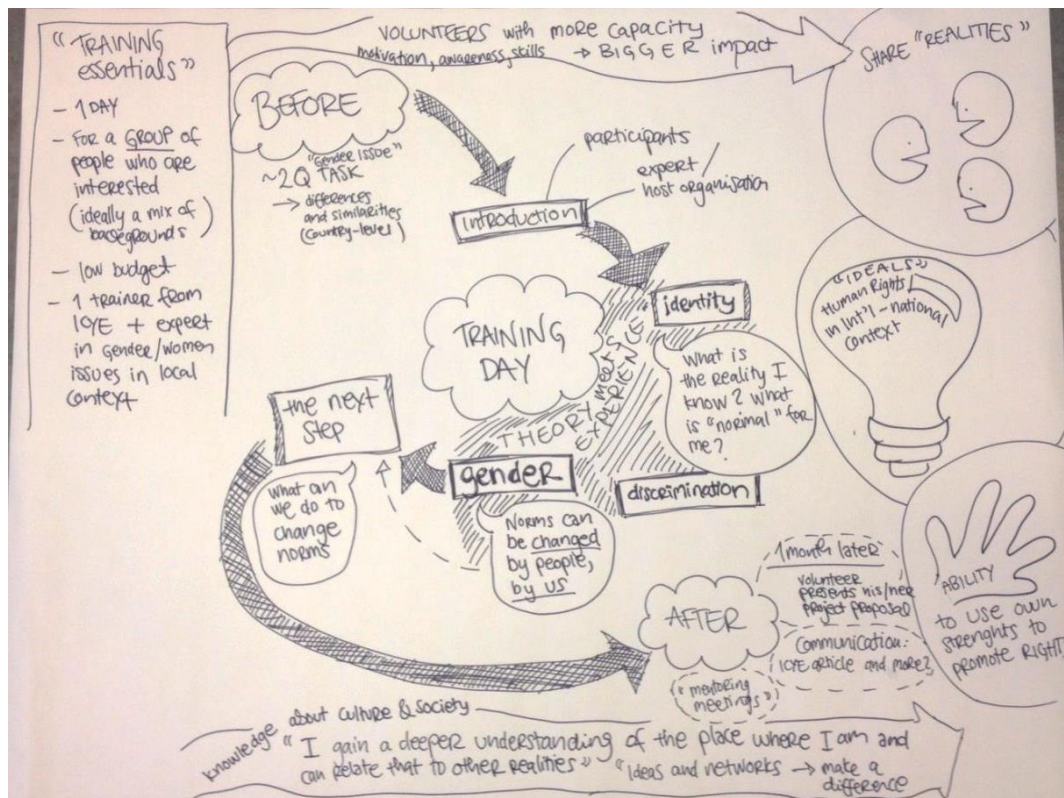 "TRAINING
essentials"
- 1 DAY
- FOR a GROUP of
people who are
interested
(ideally a mix of
backgrounds)
- low budget
- 1 trainer from
ICYE + expert
in gender/women
issues in local
context
VOLUNTEERS with more capacity
motivation, awareness, skills → BIGGER impact
SHARE "REALITIES"
BEFORE
"Gender ISSUE"
~2Q TASK
→ differences
and similarities
(country-level)
participants
expert /
host organisation
introduction
identity
TRAINING
DAY
THEORY meets
EXPERIENCE
What is
the reality I
know? What
is "normal" for
me?
"IDEALS"
Human Rights
in Int'l - national
context
the next
step
gender
discrimination
What can
we do to
change
norms
Norms can
be changed
by people,
by us
AFTER
1 month later
volunteer
presents his/her
project proposal
Communication:
ICYE article and more?
("mentoring
meetings")
ABILITY
to use own
strenghts to
promote RIGHT
knowledge about culture & society
"I gain a deeper understanding of the place where I am and
can relate that to other realities" "Ideas and networks → make a
difference